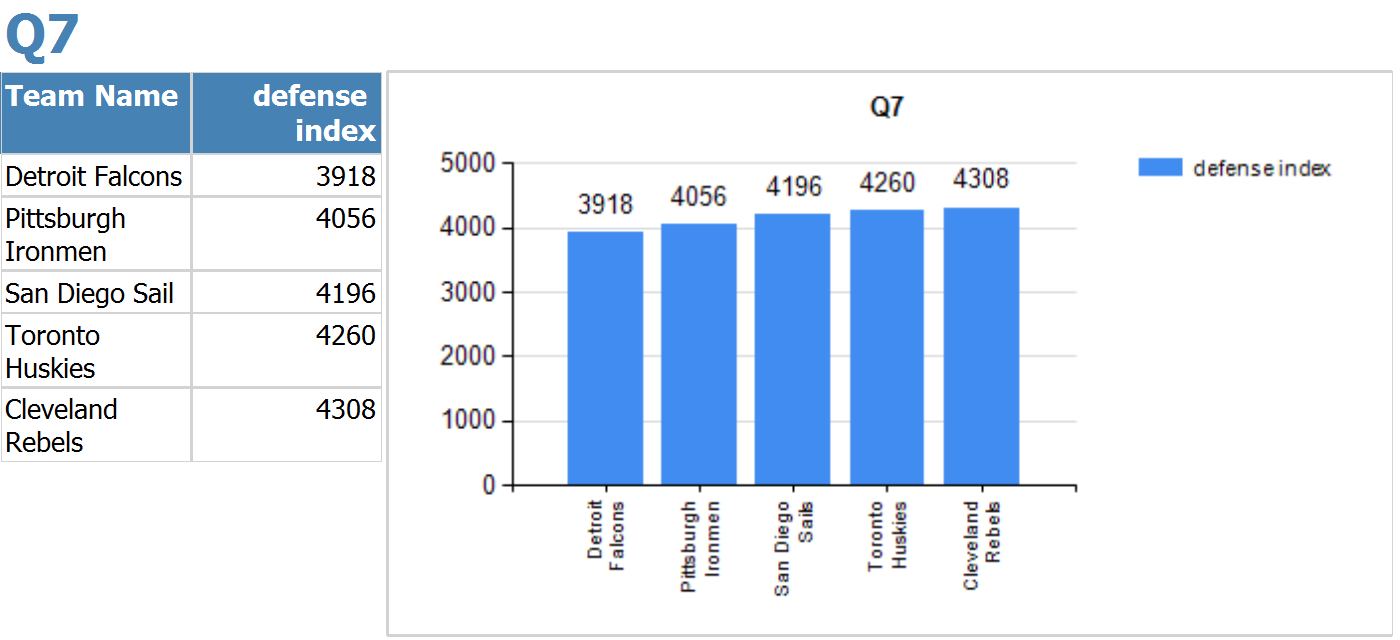 Q7
Team Name
defense
index
Detroit Falcons
3918
Pittsburgh
Ironmen
4056
San Diego Sail
4196
Toronto
Huskies
4260
Cleveland
Rebels
4308
Q7
5000
4000
3000
2000
1000
0
3918
4056
4196
4260
4308
Detroit
Falcons
Pittsburgh
Ironmen
San Diego
Sails
Toronto
Huskies
Cleveland
Rebels
defense index